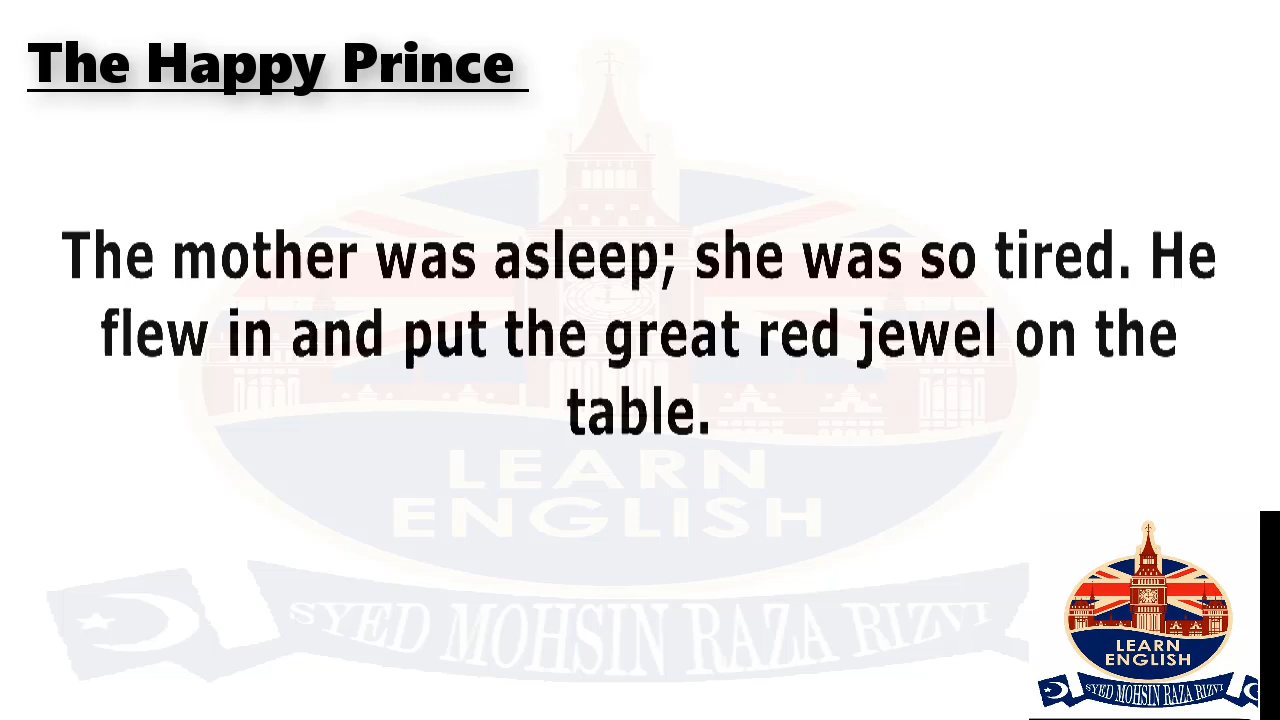 The Happy Prince
The mother was asleep; she was so tired. He
flew in and put the great red jewel on the
table.
LEARN
ENGLISH
SYED MOHSIN RAZA RIZVI
LEARN
ENGLISH
SYED MOHSIN RAZA RIZVI